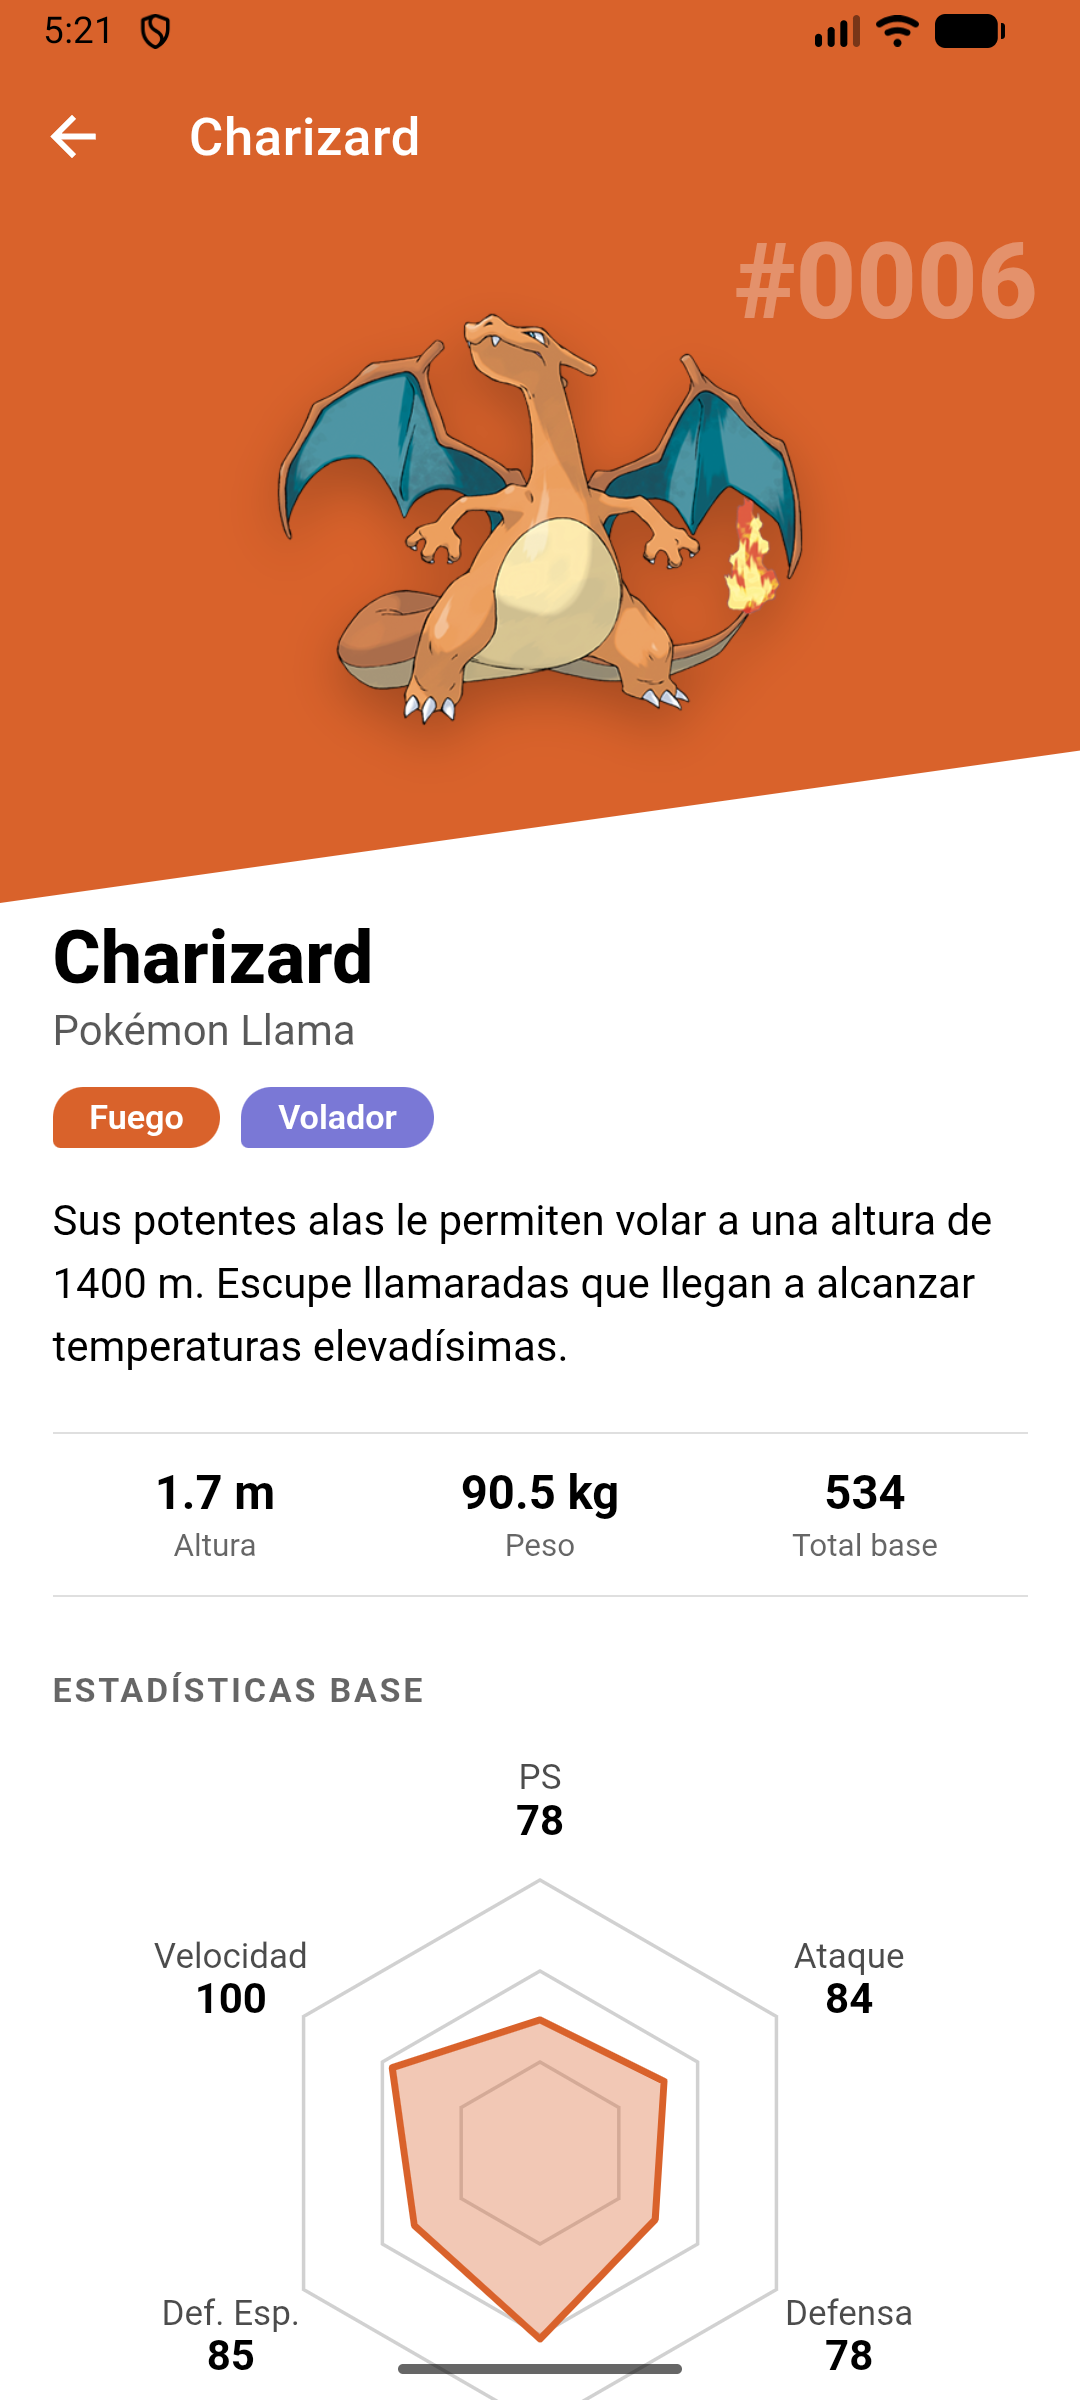 5:21
Charizard
#0006
Charizard
Pokémon Llama
Fuego
Volador
Sus potentes alas le permiten volar a una altura de
1400 m. Escupe llamaradas que llegan a alcanzar
temperaturas elevadísimas.
1.7 m
Altura
90.5 kg
Peso
534
Total base
ESTADÍSTICAS BASE
PS
78
Velocidad
100
Ataque
84
Def. Esp.
85
Defensa
78